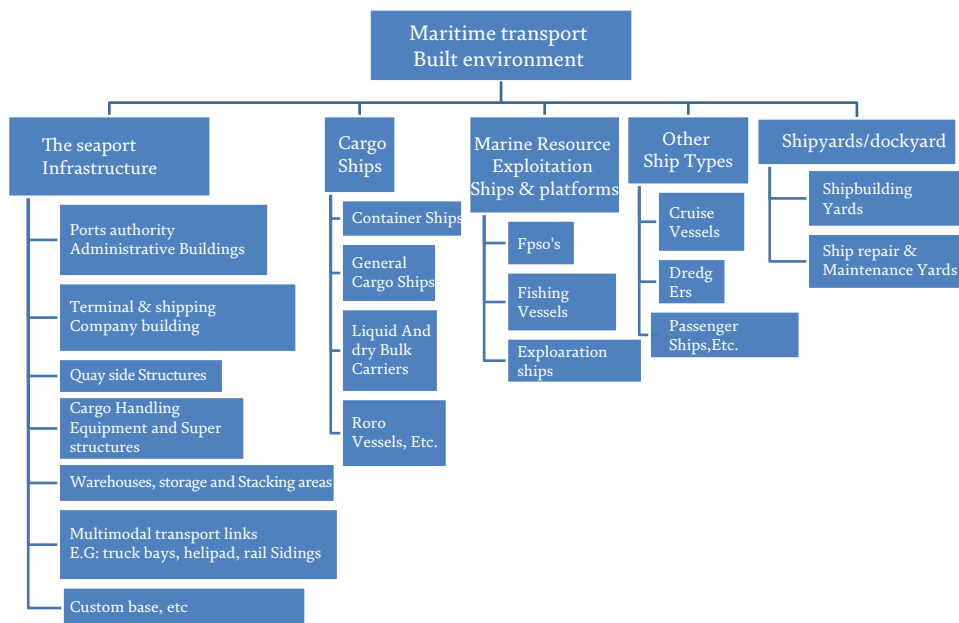 Maritime transport
Built environment
The seaport
Infrastructure
Ports authority
Administrative Buildings
Terminal & shipping
Company building
Quay side Structures
Cargo Handling
Equipment and Super
structures
Warehouses, storage and Stacking areas
Multimodal transport links
E.G: truck bays, helipad, rail Sidings
Custom base, etc
Cargo
Ships
Container Ships
General
Cargo Ships
Liquid And
dry Bulk
Carriers
Roro
Vessels, Etc.
Marine Resource
Exploitation
Ships & platforms
Fpso's
Fishing
Vessels
Exploaration
ships
Other
Ship Types
Cruise
Vessels
Dredg
Ers
Passenger
Ships,Etc.
Shipyards/dockyard
Shipbuilding
Yards
Ship repair &
Maintenance Yards